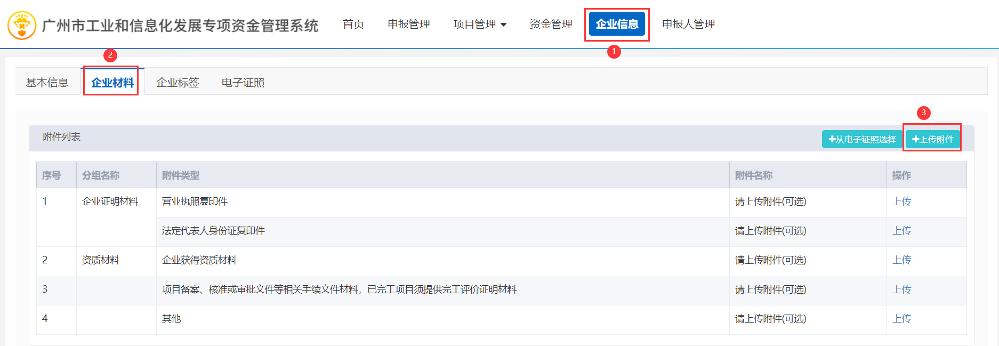 广州市工业和信息化发展专项资金管理系统 首页 申报管理 项目管理 资金管理 企业信息 申报人管理
2 1
基本信息 企业材料 企业标签 电子证照
3
附件列表 从电子证照选择 上传附件
序号 分组名称 附件类型 附件名称 操作
1 企业证明材料 营业执照复印件 请上传附件(可选) 上传
法定代表人身份证复印件 请上传附件(可选) 上传
2 资质材料 企业获得资质材料 请上传附件(可选) 上传
3 项目备案、核准或审批文件等相关手续文件材料，已完工项目须提供完工评价证明材料 请上传附件(可选) 上传
4 其他 请上传附件(可选) 上传